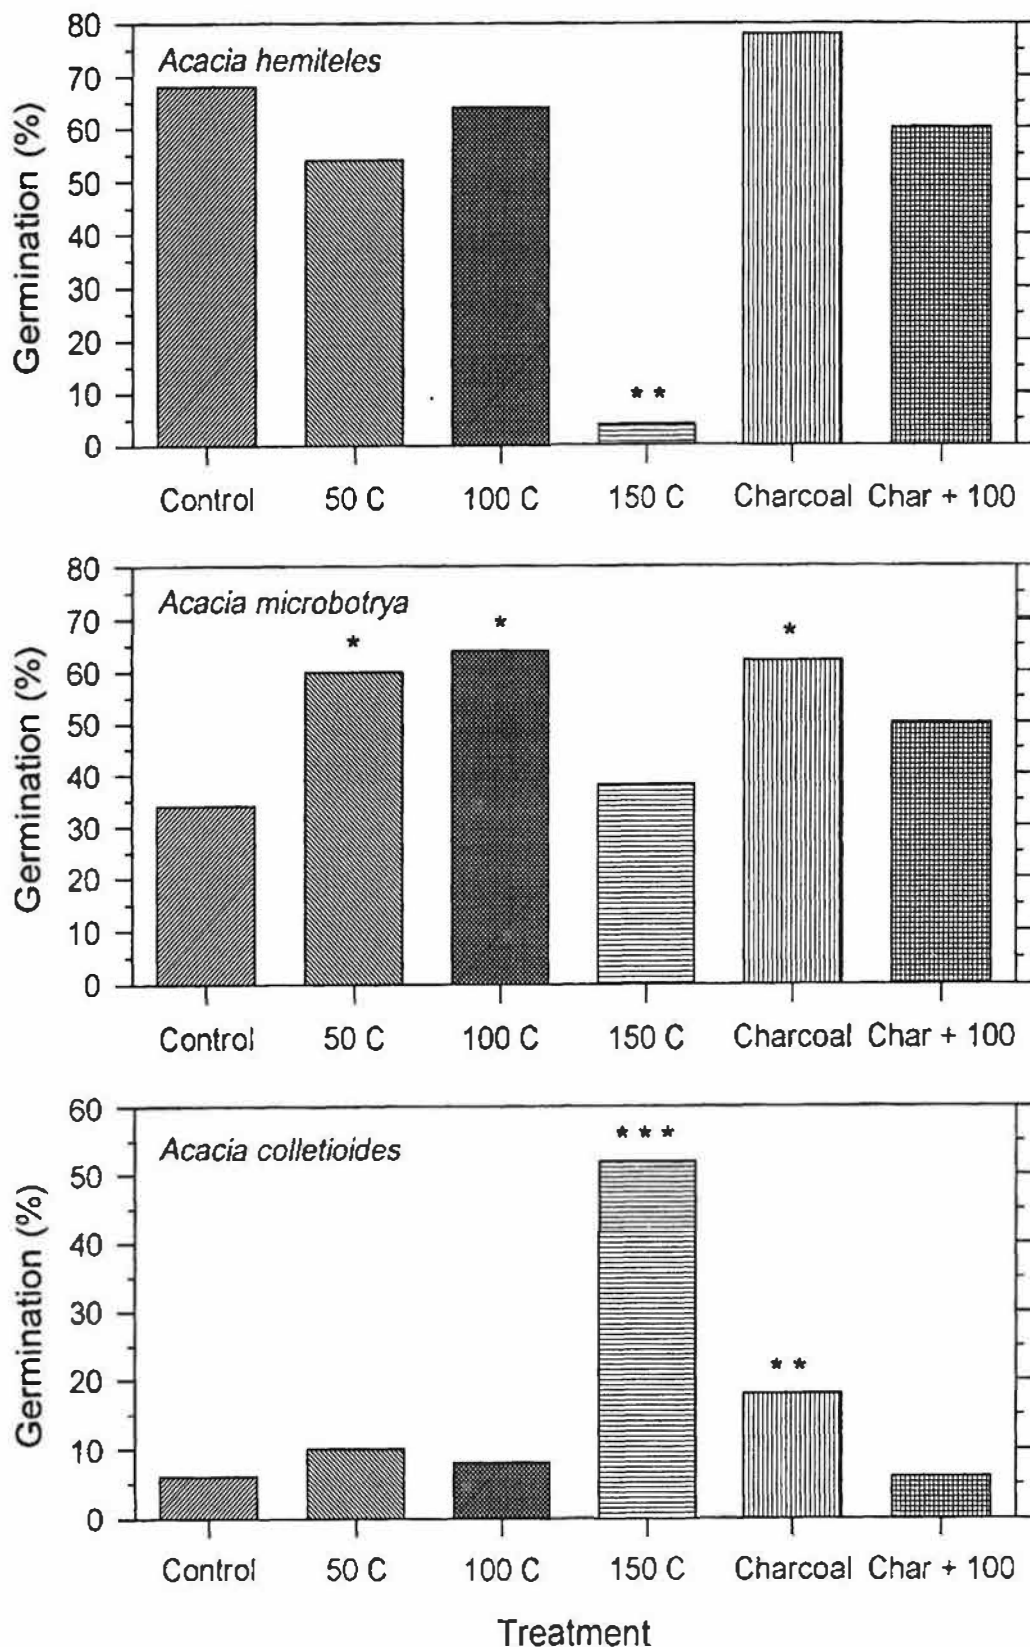 80
Acacia hemiteles
70
60
50
40
30
20
10
0
Germination (%)
* *
Control 50 C 100 C 150 C Charcoal Char + 100
80
Acacia microbotrya
70
60
50
40
30
20
10
0
Germination (%)
* * *
Control 50 C 100 C 150 C Charcoal Char + 100
60
Acacia colletioides
50
40
30
20
10
0
Germination (%)
* * *
* *
Control 50 C 100 C 150 C Charcoal Char + 100
Treatment